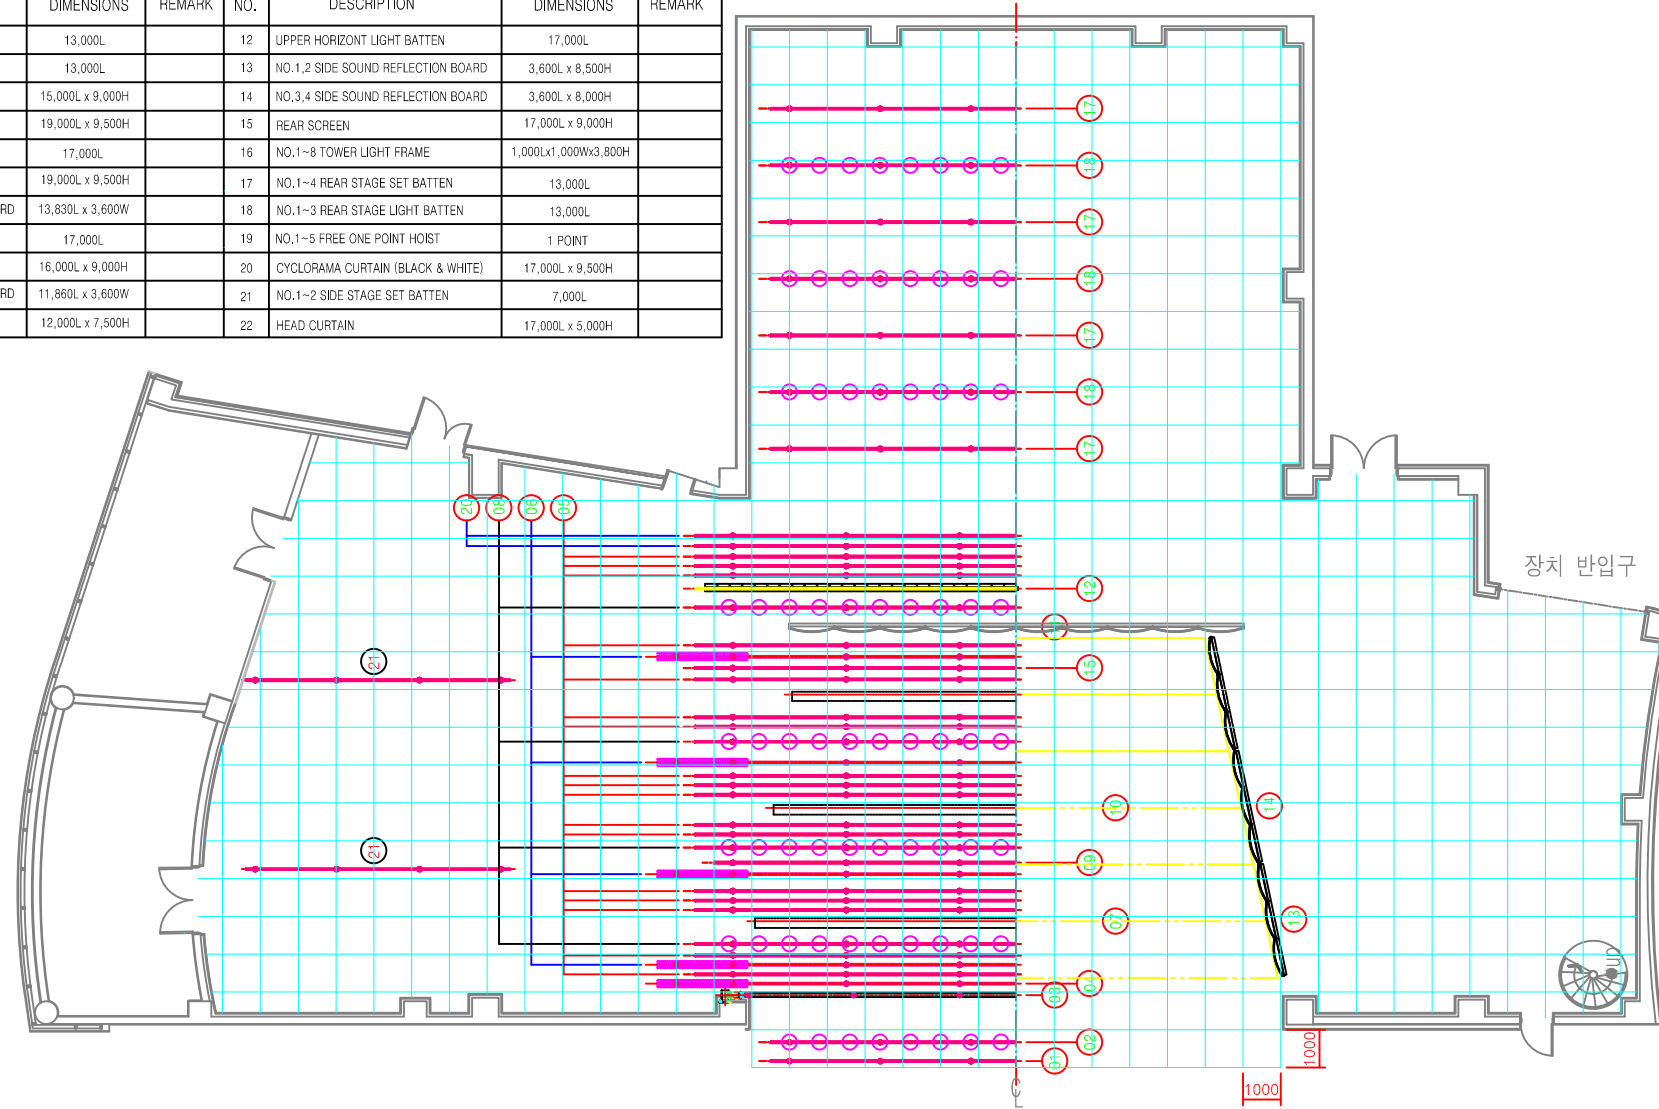 DIMENSIONS REMARK NO. DESCRIPTION DIMENSIONS REMARK
13,000L 12 UPPER HORIZONT LIGHT BATTEN 17,000L
13,000L 13 NO.1,2 SIDE SOUND REFLECTION BOARD 3,600L x 8,500H
15,000L x 9,000H 14 NO,3,4 SIDE SOUND REFLECTION BOARD 3,600L x 8,000H
19,000L x 9,500H 15 REAR SCREEN 17,000L x 9,000H
17,000L 16 NO.1~8 TOWER LIGHT FRAME 1,000Lx1,000Wx3,800H
19,000L x 9,500H 17 NO.1~4 REAR STAGE SET BATTEN 13,000L
RD 13,830L x 3,600W 18 NO.1~3 REAR STAGE LIGHT BATTEN 13,000L
17,000L 19 NO.1~5 FREE ONE POINT HOIST 1 POINT
16,000L x 9,000H 20 CYCLORAMA CURTAIN (BLACK & WHITE) 17,000L x 9,500H
RD 11,860L x 3,600W 21 NO.1~2 SIDE STAGE SET BATTEN 7,000L
12,000L x 7,500H 22 HEAD CURTAIN 17,000L x 5,000H
17
18
17
18
17
18
17
20 08 06 05
12
장치 반입구
21
15
10
14
21
09
07
13
up
04
03
02
01
1000
1000
CL